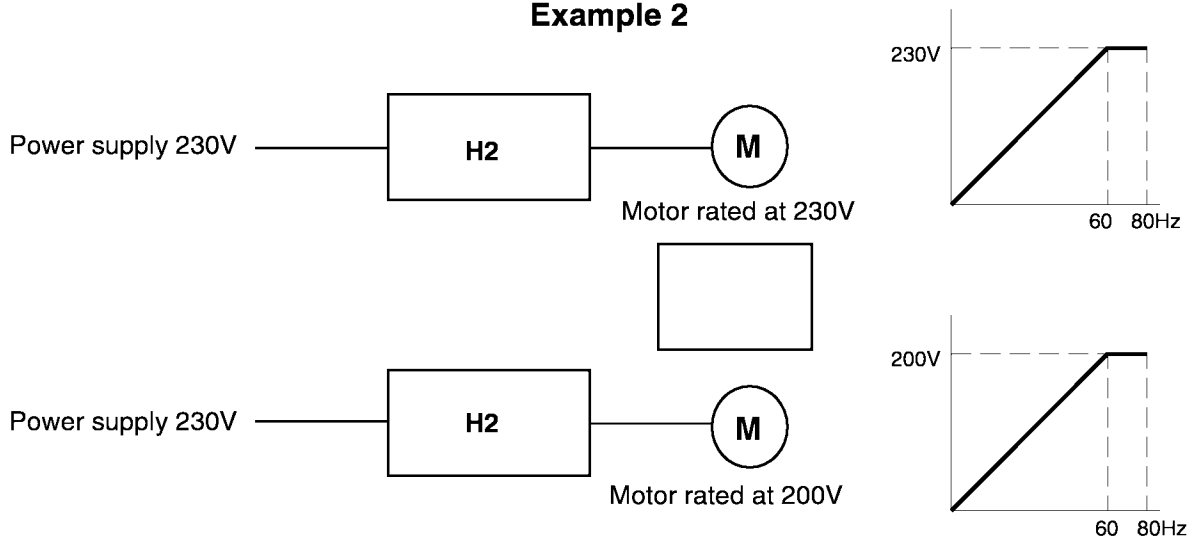 Example 2
Power supply 230V
H2
M
Motor rated at 230V
230V
60
80Hz
Power supply 230V
H2
M
Motor rated at 200V
200V
60
80Hz